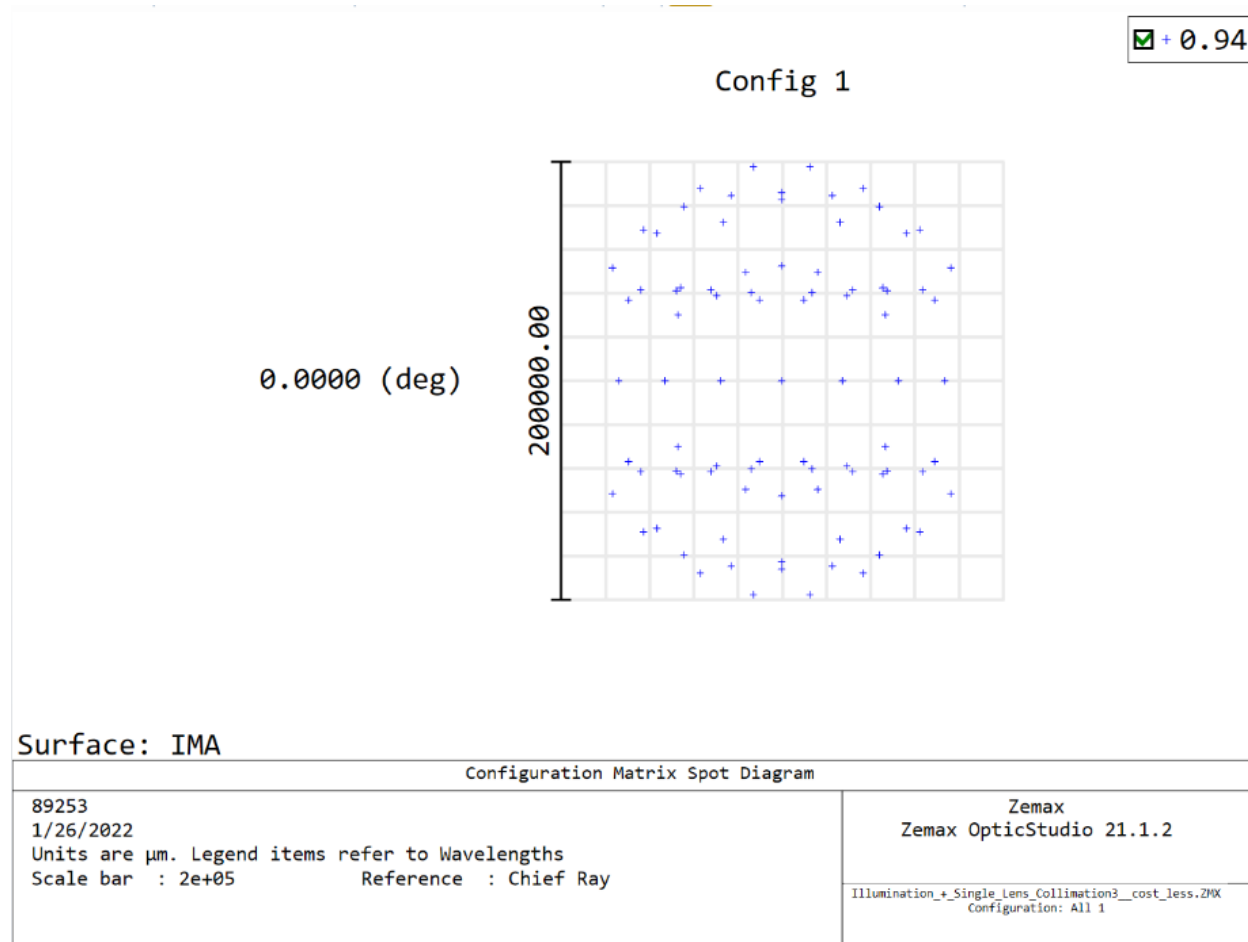 + 0.94
Config 1
0.0000 (deg)
200000.00
Surface: IMA
Configuration Matrix Spot Diagram
89253
1/26/2022
Units are µm. Legend items refer to Wavelengths
Scale bar : 2e+05 Reference : Chief Ray
Zemax
Zemax OpticStudio 21.1.2
Illumination_+_Single_Lens_Collimation3__cost_less.ZMX
Configuration: All 1